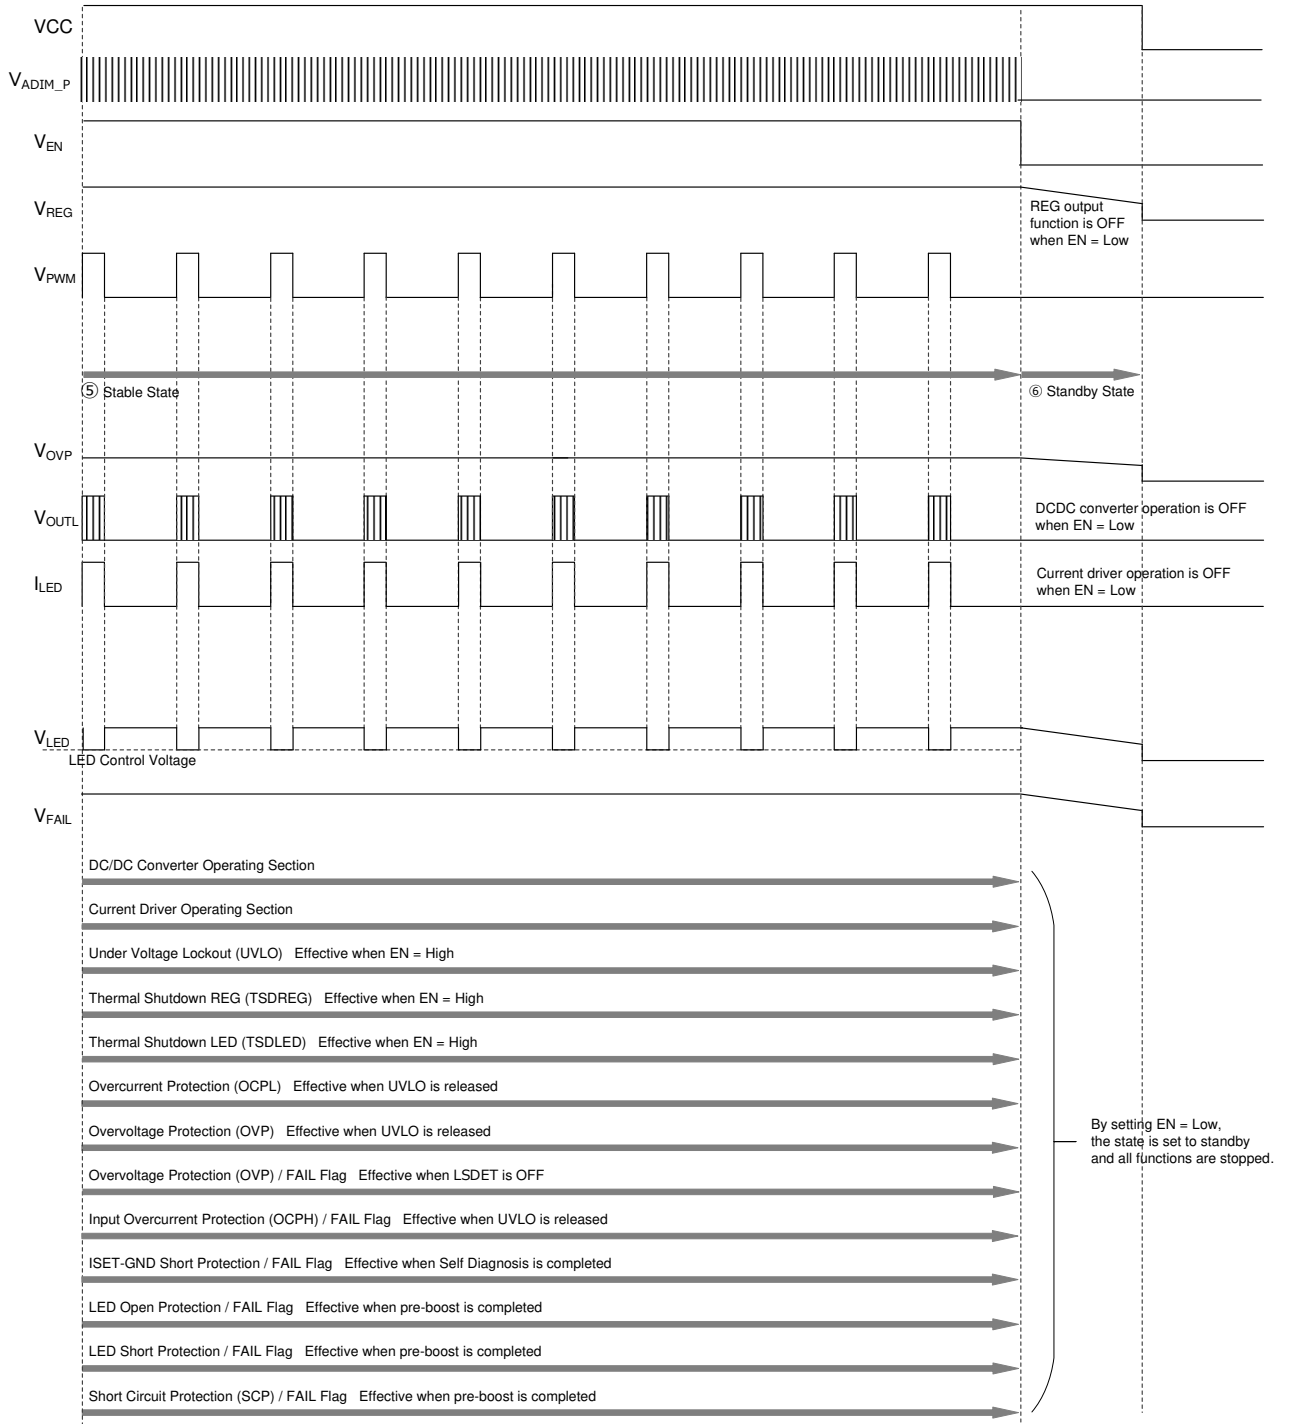 VCC
VADIM_P
VEN
VREG
REG output
function is OFF
when EN = Low
VPWM
⑤ Stable State
⑥ Standby State
VOVP
VOUTL
DCDC converter operation is OFF
when EN = Low
ILED
Current driver operation is OFF
when EN = Low
VLED
LED Control Voltage
VFAIL
DC/DC Converter Operating Section
Current Driver Operating Section
Under Voltage Lockout (UVLO)   Effective when EN = High
Thermal Shutdown REG (TSDREG)   Effective when EN = High
Thermal Shutdown LED (TSDLED)   Effective when EN = High
Overcurrent Protection (OCPL)   Effective when UVLO is released
Overvoltage Protection (OVP)   Effective when UVLO is released
By setting EN = Low,
the state is set to standby
and all functions are stopped.
Overvoltage Protection (OVP) / FAIL Flag   Effective when LSDET is OFF
Input Overcurrent Protection (OCPH) / FAIL Flag   Effective when UVLO is released
ISET-GND Short Protection / FAIL Flag   Effective when Self Diagnosis is completed
LED Open Protection / FAIL Flag   Effective when pre-boost is completed
LED Short Protection / FAIL Flag   Effective when pre-boost is completed
Short Circuit Protection (SCP) / FAIL Flag   Effective when pre-boost is completed